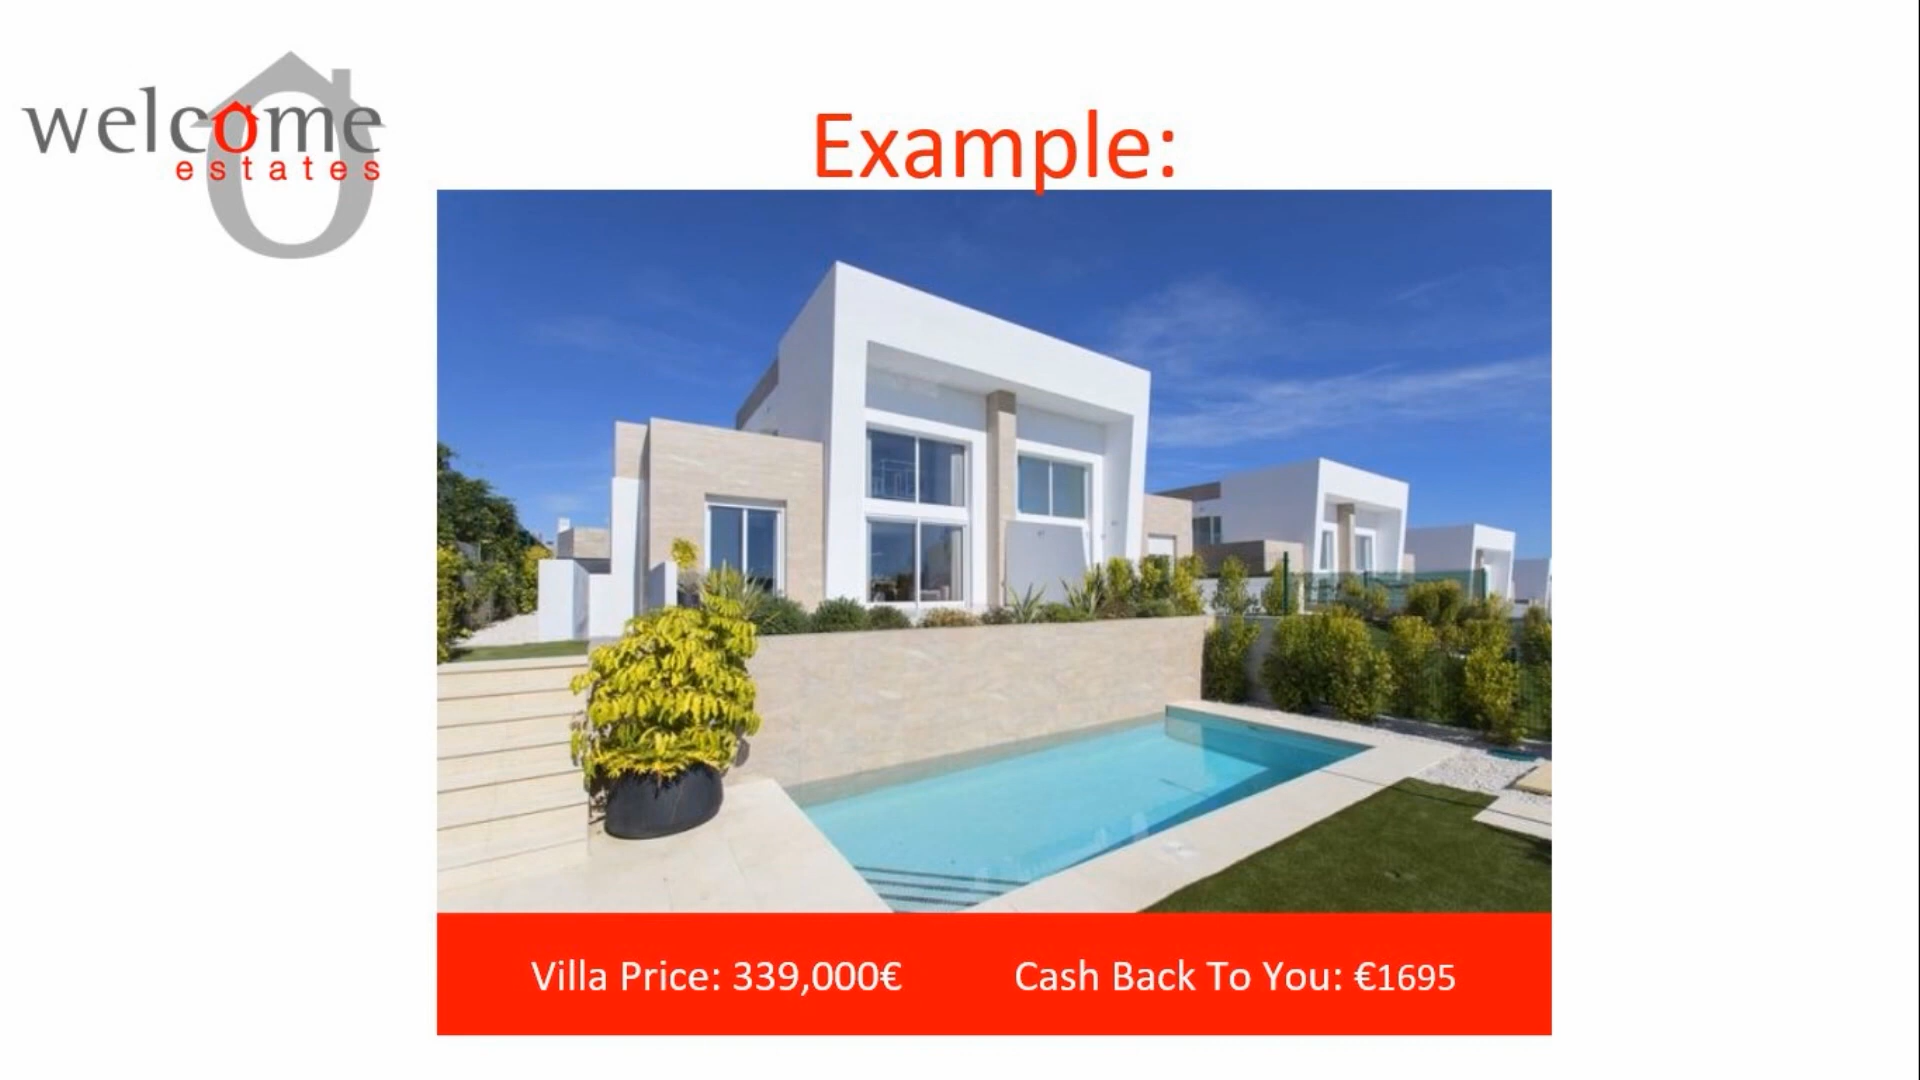 welcome
estates
Example:
Villa Price: 339,000€
Cash Back To You: €1695